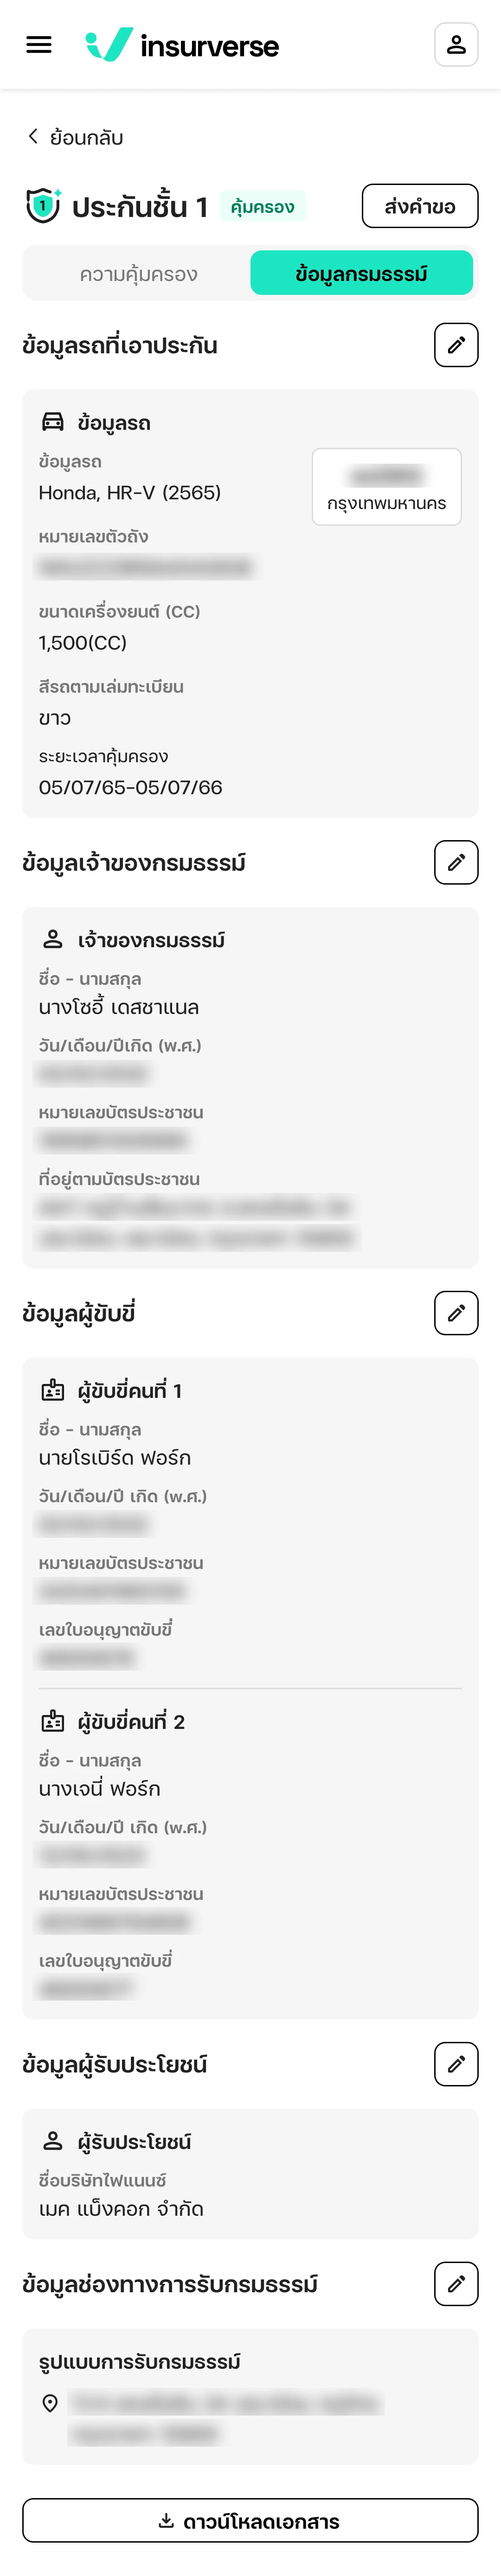 insurverse
ย้อนกลับ
1
ประกันชั้น 1
คุ้มครอง
ส่งคำขอ
ความคุ้มครอง
ข้อมูลกรมธรรม์
ข้อมูลรถที่เอาประกัน
ข้อมูลรถ
ข้อมูลรถ
Honda, HR-V (2565)
กรุงเทพมหานคร
หมายเลขตัวถัง
ขนาดเครื่องยนต์ (CC)
1,500(CC)
สีรถตามเล่มทะเบียน
ขาว
ระยะเวลาคุ้มครอง
05/07/65-05/07/66
ข้อมูลเจ้าของกรมธรรม์
เจ้าของกรมธรรม์
ชื่อ - นามสกุล
นางโซอี้ เดสชาแนล
วัน/เดือน/ปีเกิด (พ.ศ.)
หมายเลขบัตรประชาชน
ที่อยู่ตามบัตรประชาชน
ข้อมูลผู้ขับขี่
ผู้ขับขี่คนที่ 1
ชื่อ - นามสกุล
นายโรเบิร์ด ฟอร์ก
วัน/เดือน/ปี เกิด (พ.ศ.)
หมายเลขบัตรประชาชน
เลขใบอนุญาตขับขี่
ผู้ขับขี่คนที่ 2
ชื่อ - นามสกุล
นางเจนี่ ฟอร์ก
วัน/เดือน/ปี เกิด (พ.ศ.)
หมายเลขบัตรประชาชน
เลขใบอนุญาตขับขี่
ข้อมูลผู้รับประโยชน์
ผู้รับประโยชน์
ชื่อบริษัทไฟแนนซ์
เมค แบ็งคอก จำกัด
ข้อมูลช่องทางการรับกรมธรรม์
รูปแบบการรับกรมธรรม์
ดาวน์โหลดเอกสาร